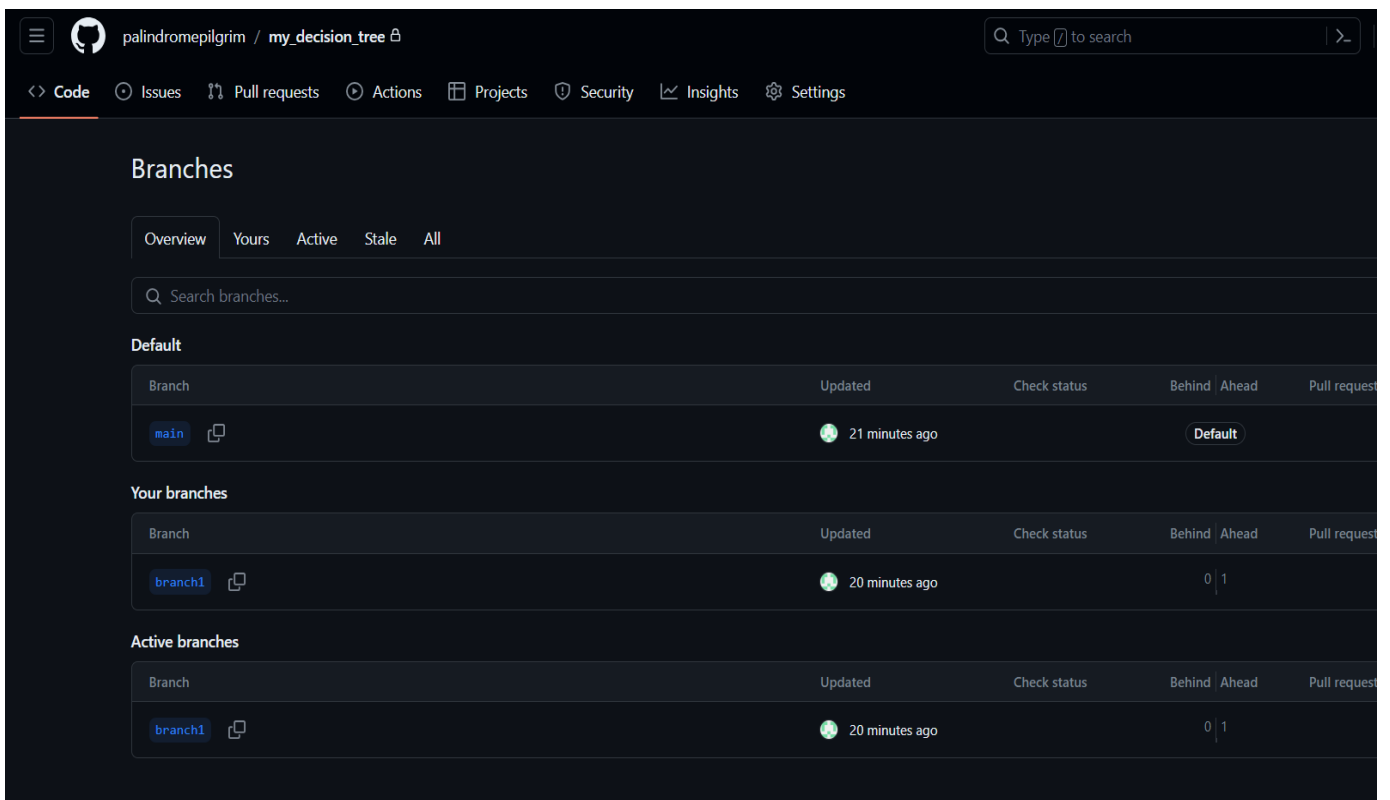 palindromepilgrim / my_decision_tree
Type / to search
Code Issues Pull requests Actions Projects Security Insights Settings
Branches
Overview Yours Active Stale All
Search branches...
Default
Branch Updated Check status Behind Ahead Pull request
main 21 minutes ago Default
Your branches
Branch Updated Check status Behind Ahead Pull request
branch1 20 minutes ago 0 1
Active branches
Branch Updated Check status Behind Ahead Pull request
branch1 20 minutes ago 0 1